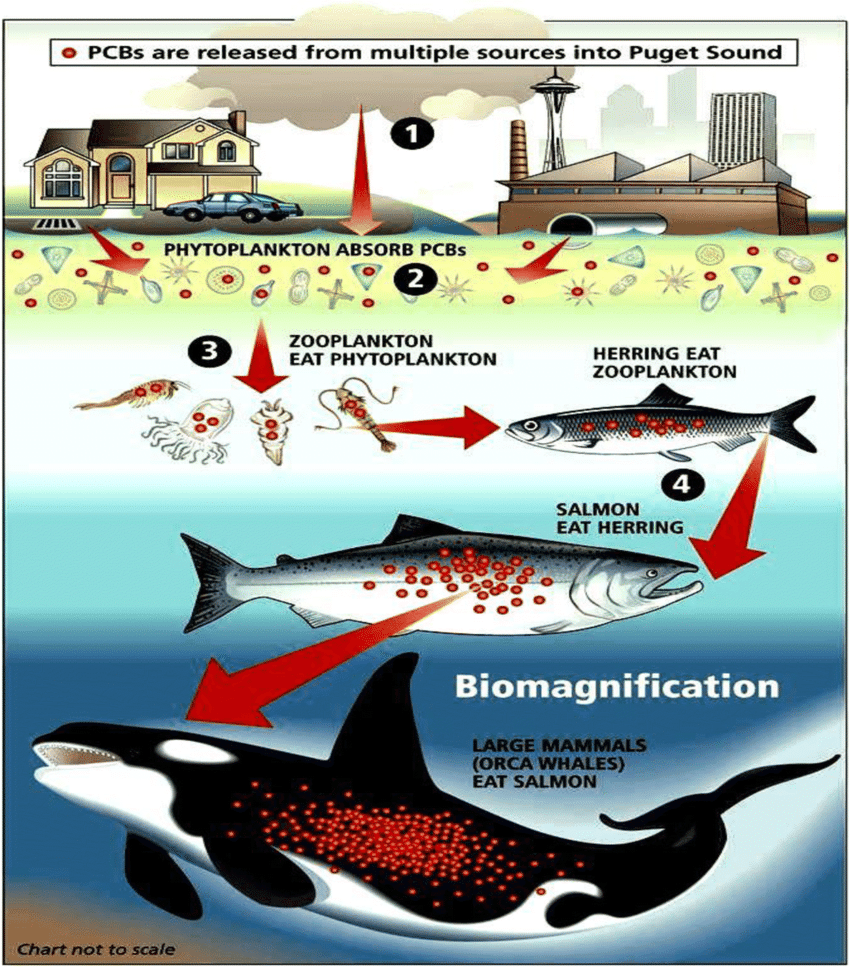 PCBs are released from multiple sources into Puget Sound
1
PHYTOPLANKTON ABSORB PCBs
2
3
ZOOPLANKTON
EAT PHYTOPLANKTON
HERRING EAT
ZOOPLANKTON
4
SALMON
EAT HERRING
Biomagnification
LARGE MAMMALS
(ORCA WHALES)
EAT SALMON
Chart not to scale